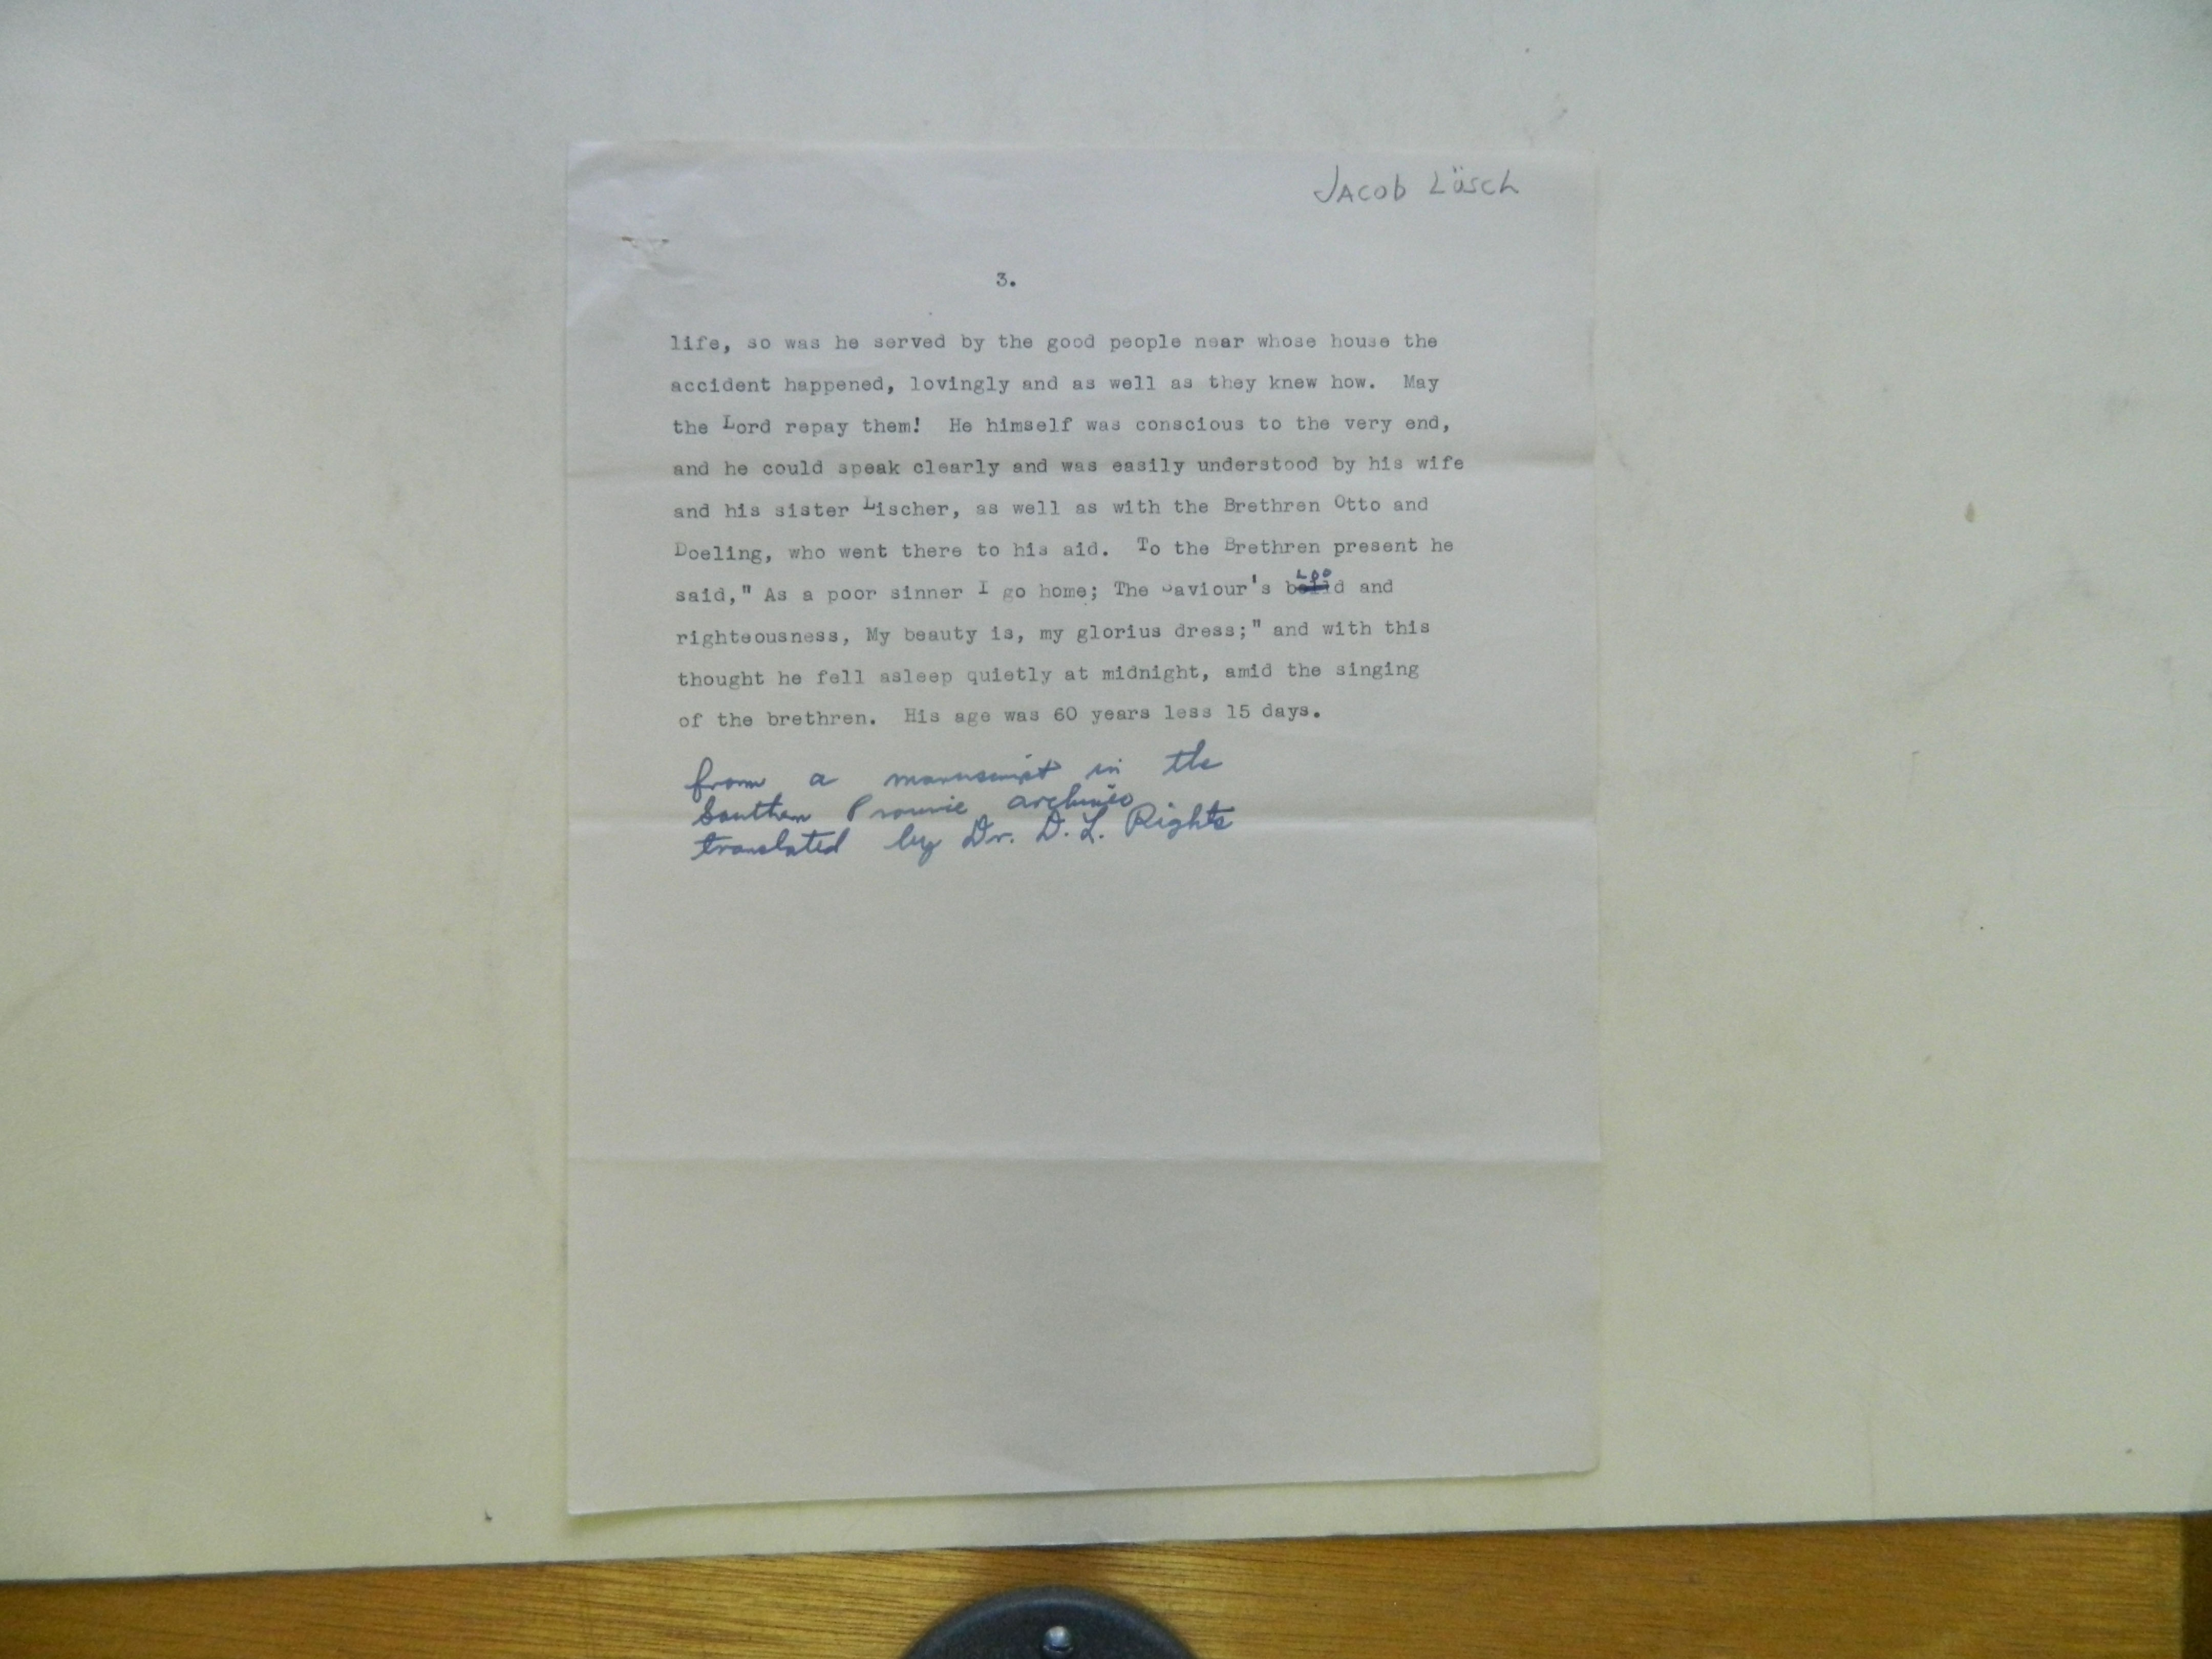 JACOB Lösch
3.
life, so was he served by the good people near whose house the
accident happened, lovingly and as well as they knew how. May
the Lord repay them! He himself was conscious to the very end,
and he could speak clearly and was easily understood by his wife
and his sister Lischer, as well as with the Brethren Otto and
Doeling, who went there to his aid. To the Brethren present he
said," As a poor sinner I go home; The Saviour's blood and
righteousness, My beauty is, my glorius dress;" and with this
thought he fell asleep quietly at midnight, amid the singing
of the brethren. His age was 60 years less 15 days.
from a manuscript in the
Southern Province archives
translated by Dr. D. L. Rights